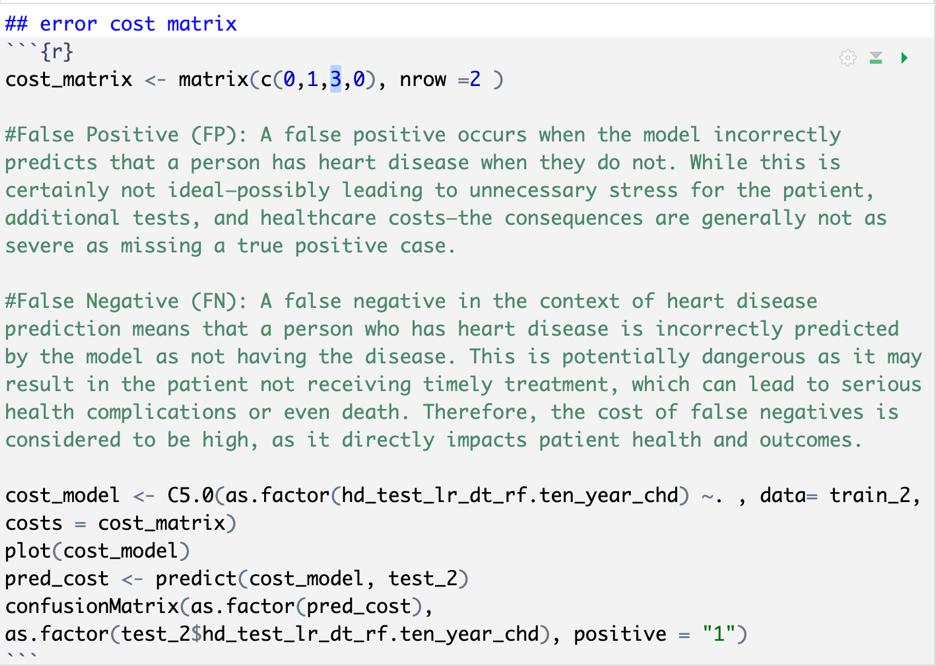 ## error cost matrix
```{r}
cost_matrix <- matrix(c(0,1,3,0), nrow =2 )
#False Positive (FP): A false positive occurs when the model incorrectly
predicts that a person has heart disease when they do not. While this is
certainly not ideal—possibly leading to unnecessary stress for the patient,
additional tests, and healthcare costs—the consequences are generally not as
severe as missing a true positive case.
#False Negative (FN): A false negative in the context of heart disease
prediction means that a person who has heart disease is incorrectly predicted
by the model as not having the disease. This is potentially dangerous as it may
result in the patient not receiving timely treatment, which can lead to serious
health complications or even death. Therefore, the cost of false negatives is
considered to be high, as it directly impacts patient health and outcomes.
cost_model <- C5.0(as.factor(hd_test_lr_dt_rf.ten_year_chd) ~. , data= train_2,
costs = cost_matrix)
plot(cost_model)
pred_cost <- predict(cost_model, test_2)
confusionMatrix(as.factor(pred_cost),
as.factor(test_2$hd_test_lr_dt_rf.ten_year_chd), positive = "1")
```